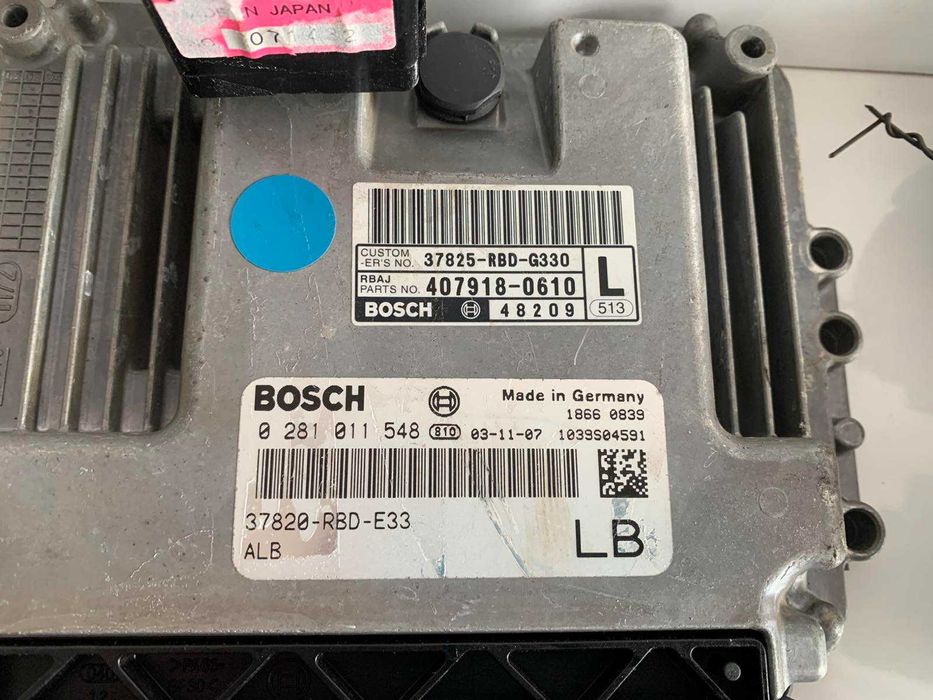 IN JAPAN
071432
CUSTOM
-ER'S NO. 37825-RBD-G330
RBAJ
PARTS NO. 407918-0610
L
BOSCH 48209 513
BOSCH Made in Germany
1866 0839
0 281 011 548 810 03-11-07 1039S04591
37820-RBD-E33
ALB
LB